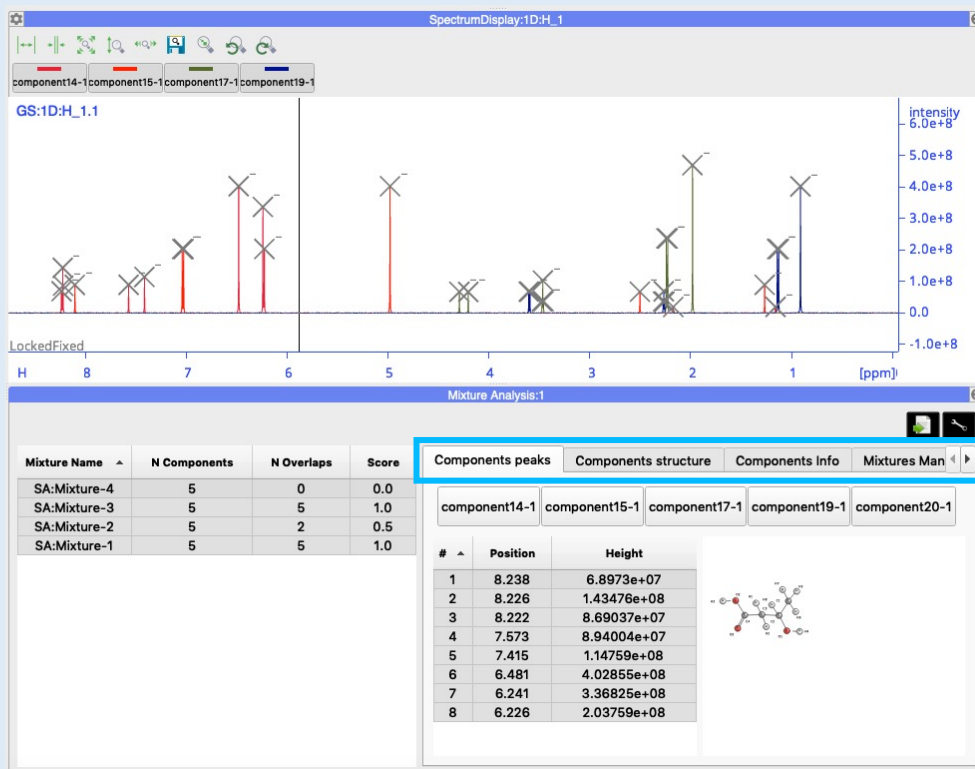 SpectrumDisplay:1D:H_1
component14-1 component15-1 component17-1 component19-1
GS:1D:H_1.1
intensity
6.0e+8
5.0e+8
4.0e+8
3.0e+8
2.0e+8
1.0e+8
0.0
-1.0e+8
LockedFixed
H 8 7 6 5 4 3 2 1 [ppm]
Mixture Analysis:1
Mixture Name N Components N Overlaps Score
SA:Mixture-4 5 0 0.0
SA:Mixture-3 5 5 1.0
SA:Mixture-2 5 2 0.5
SA:Mixture-1 5 5 1.0
Components peaks Components structure Components Info Mixtures Man
component14-1 component15-1 component17-1 component19-1 component20-1
# Position Height
1 8.238 6.8973e+07
2 8.226 1.43476e+08
3 8.222 8.69037e+07
4 7.573 8.94004e+07
5 7.415 1.14759e+08
6 6.481 4.02855e+08
7 6.241 3.36825e+08
8 6.226 2.03759e+08